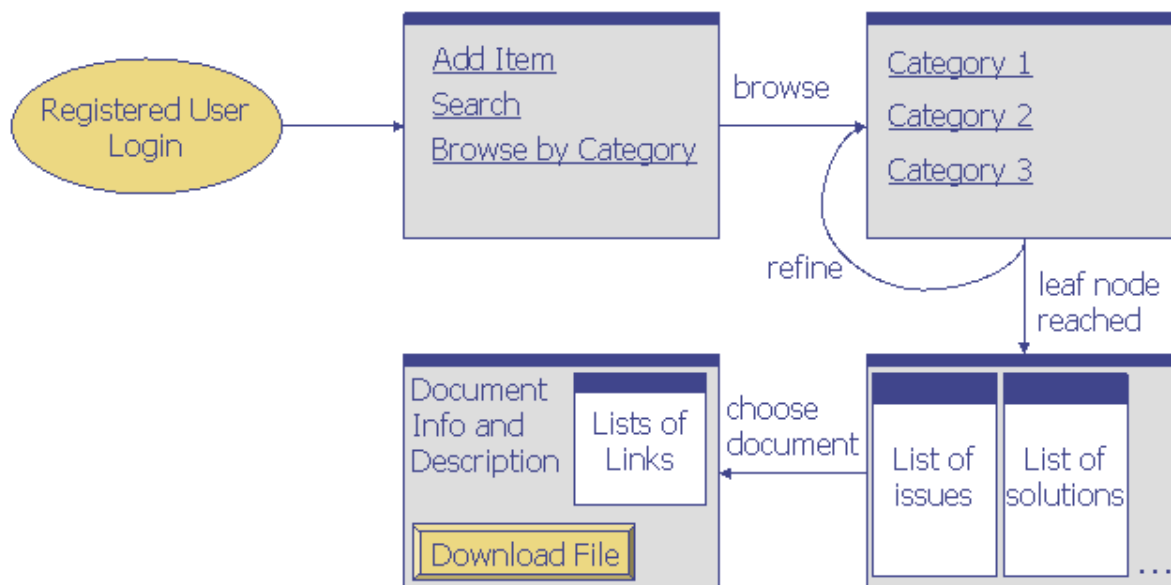 Registered User
Login
Add Item
Search
Browse by Category
browse
Category 1
Category 2
Category 3
refine
leaf node
reached
List of
issues
List of
solutions
...
choose
document
Document
Info and
Description
Lists of
Links
Download File